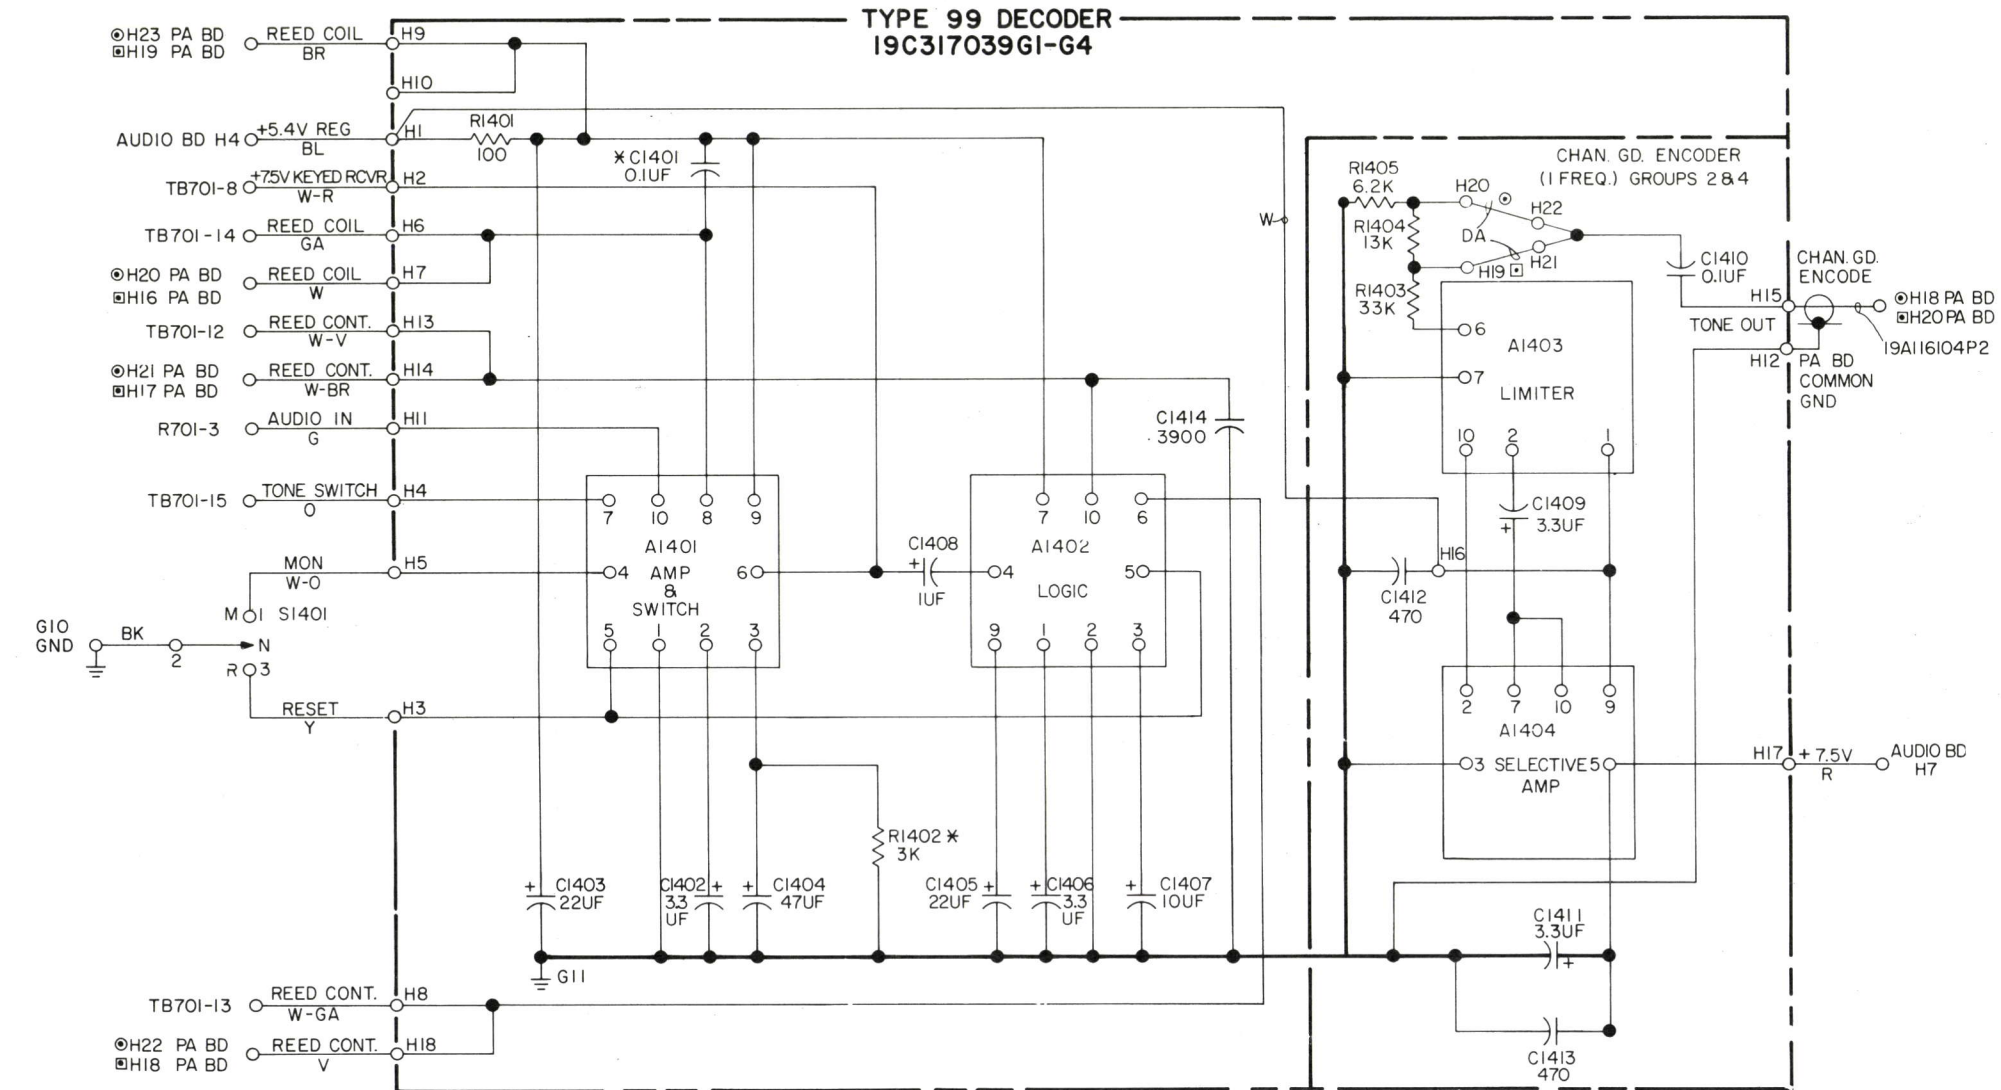 TYPE 99 DECODER
19C317039G1-G4
⊙H23 PA BD
⊡H19 PA BD
REED COIL
BR
H9
H10
AUDIO BD H4
+5.4V REG
BL
H1
R1401
100
TB701-8
+7.5V KEYED RCVR
W-R
H2
*C1401
0.1UF
TB701-14
REED COIL
GA
H6
⊙H20 PA BD
⊡H16 PA BD
REED COIL
W
H7
TB701-12
REED CONT.
W-V
H13
⊙H21 PA BD
⊡H17 PA BD
REED CONT.
W-BR
H14
R701-3
AUDIO IN
G
H11
TB701-15
TONE SWITCH
O
H4
MON
W-O
H5
M 1 S1401
G10
GND
BK
2
N
R 3
RESET
Y
H3
7 10 8 9
A1401
4 AMP 6
&
SWITCH
5 1 2 3
C1408
+
1UF
7 10 6
A1402
4 5
LOGIC
9 1 2 3
C1414
3900
W
R1402*
3K
+ C1403
22UF
C1402 +
3.3
UF
+ C1404
47UF
C1405 +
22UF
+ C1406
3.3
UF
+ C1407
10UF
G11
TB701-13
REED CONT.
W-GA
H8
⊙H22 PA BD
⊡H18 PA BD
REED CONT.
V
H18
CHAN. GD. ENCODER
(1 FREQ.) GROUPS 2&4
R1405
6.2K
H20
⊙
H22
R1404
13K
DA
H19 ⊡
H21
R1403
33K
C1410
0.1UF
CHAN. GD.
ENCODE
H15
TONE OUT
⊙H18 PA BD
⊡H20 PA BD
19A116104P2
H12
PA BD
COMMON
GND
6
A1403
7
LIMITER
10 2 1
C1409
+ 3.3UF
H16
C1412
470
2 7 10 9
A1404
3 SELECTIVE 5
AMP
H17
+7.5V
R
AUDIO BD
H7
C1411
3.3UF
+
C1413
470